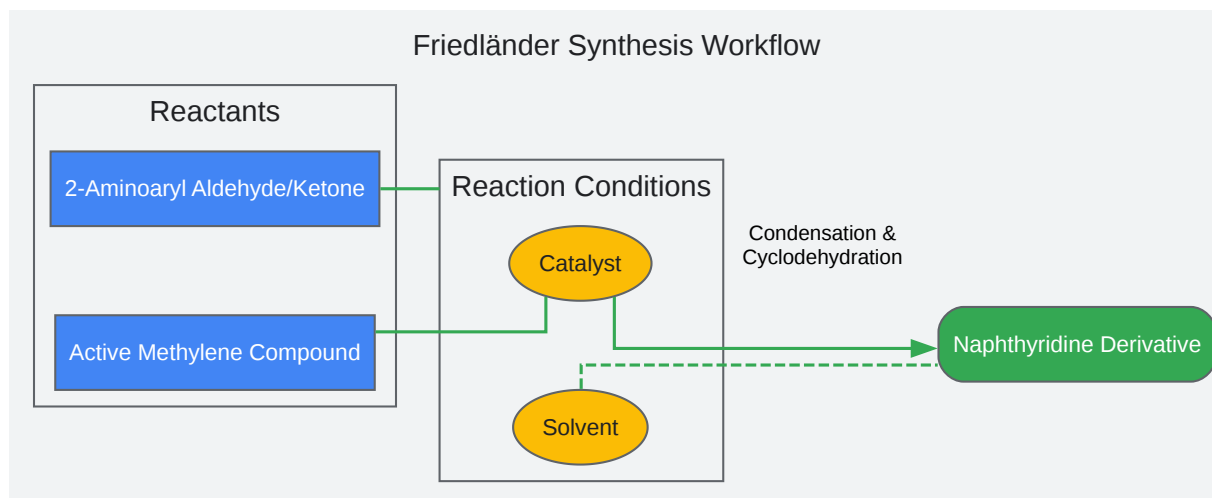 Friedländer Synthesis Workflow
Reactants
2-Aminoaryl Aldehyde/Ketone
Active Methylene Compound
Reaction Conditions
Catalyst
Solvent
Condensation &
Cyclodehydration
Naphthyridine Derivative